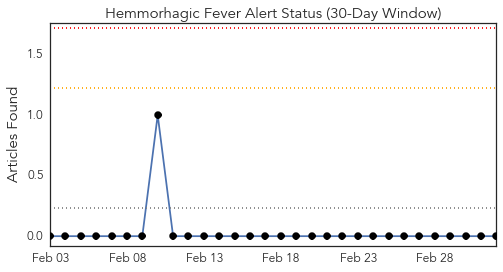 Hemmorhagic Fever Alert Status (30-Day Window)
Articles Found
1.5
1.0
0.5
0.0
Feb 03 Feb 08 Feb 13 Feb 18 Feb 23 Feb 28